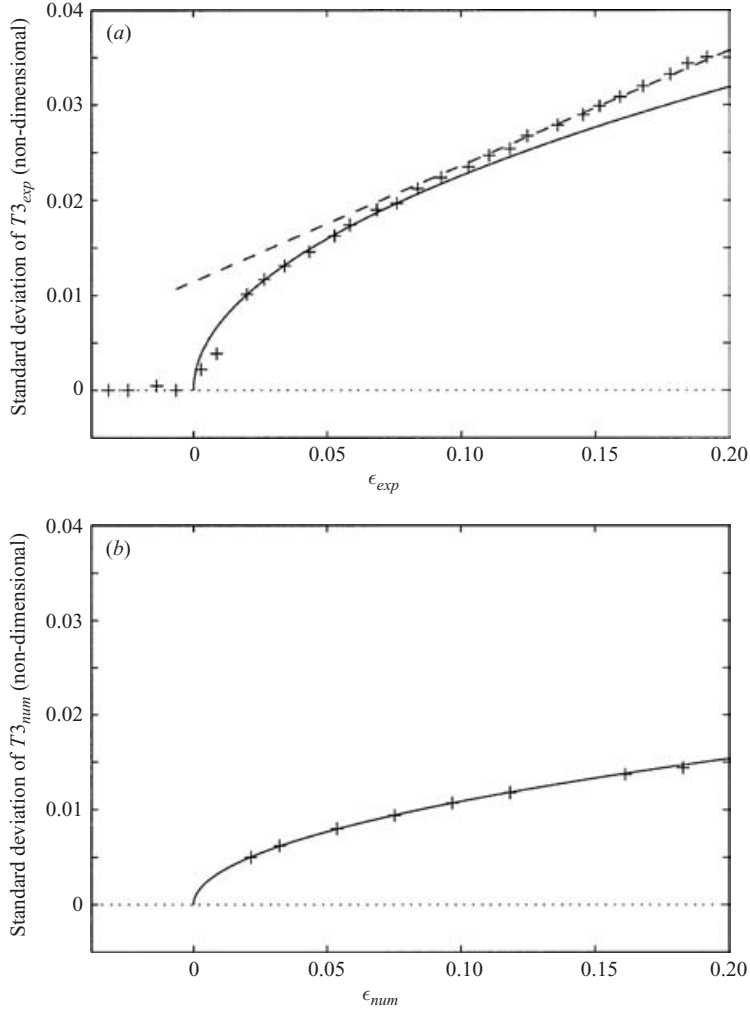 0.04
(a)
0.03
0.02
0.01
0
Standard deviation of T3exp (non-dimensional)
0 0.05 0.10 0.15 0.20
ϵexp
0.04
(b)
0.03
0.02
0.01
0
Standard deviation of T3num (non-dimensional)
0 0.05 0.10 0.15 0.20
ϵnum